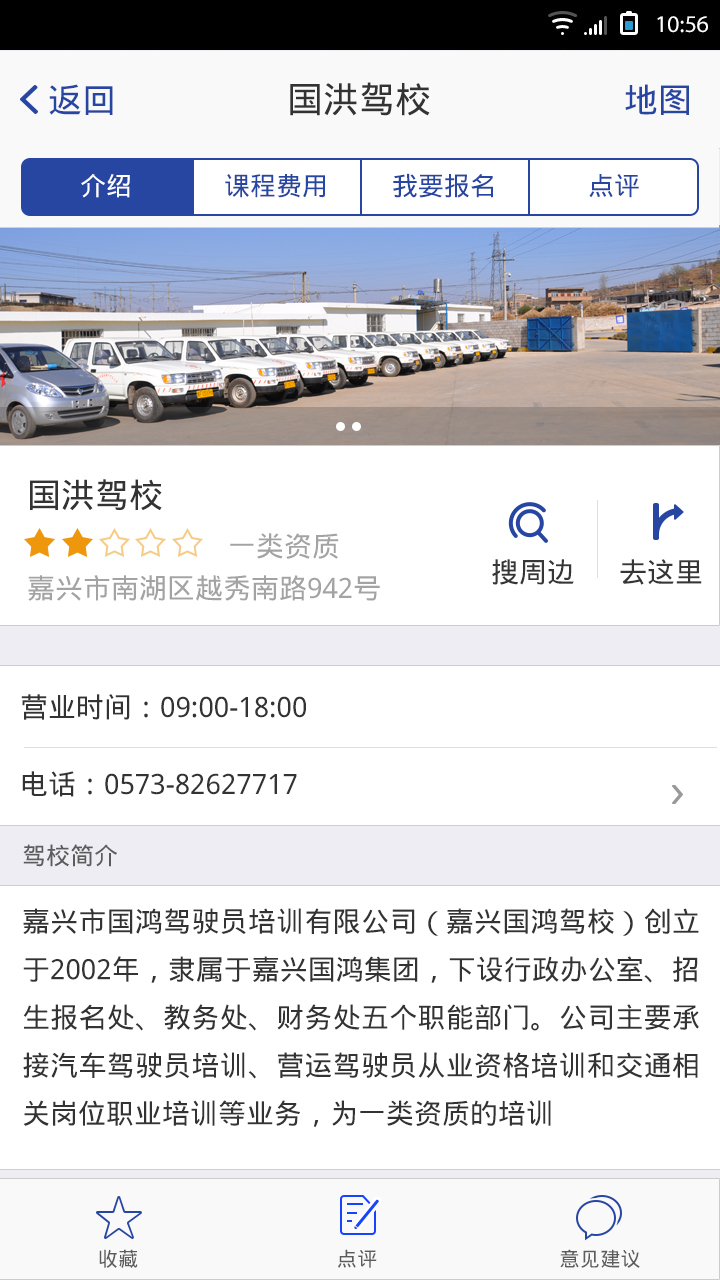 10:56
返回
国洪驾校
地图
介绍
课程费用
我要报名
点评
国洪驾校
一类资质
嘉兴市南湖区越秀南路942号
搜周边
去这里
营业时间：09:00-18:00
电话：0573-82627717
驾校简介
嘉兴市国鸿驾驶员培训有限公司（嘉兴国鸿驾校）创立
于2002年，隶属于嘉兴国鸿集团，下设行政办公室、招
生报名处、教务处、财务处五个职能部门。公司主要承
接汽车驾驶员培训、营运驾驶员从业资格培训和交通相
关岗位职业培训等业务，为一类资质的培训
收藏
点评
意见建议